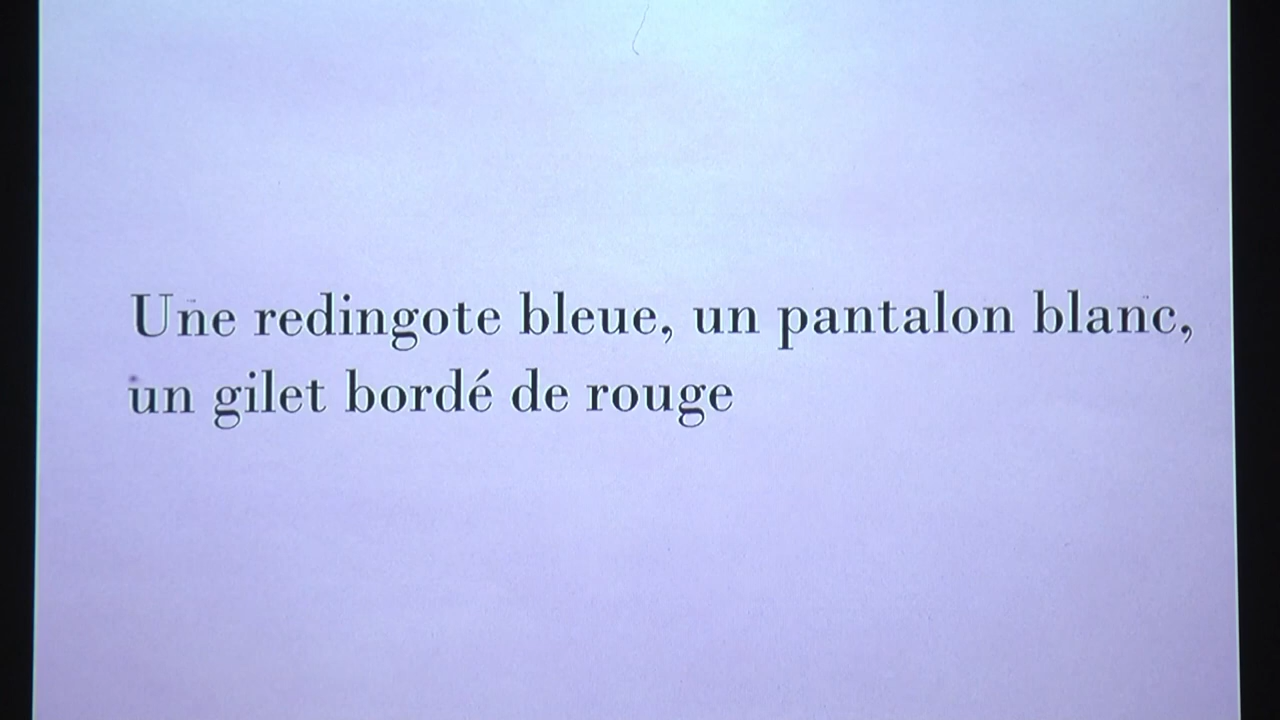 Une redingote bleue, un pantalon blanc,
un gilet bordé de rouge